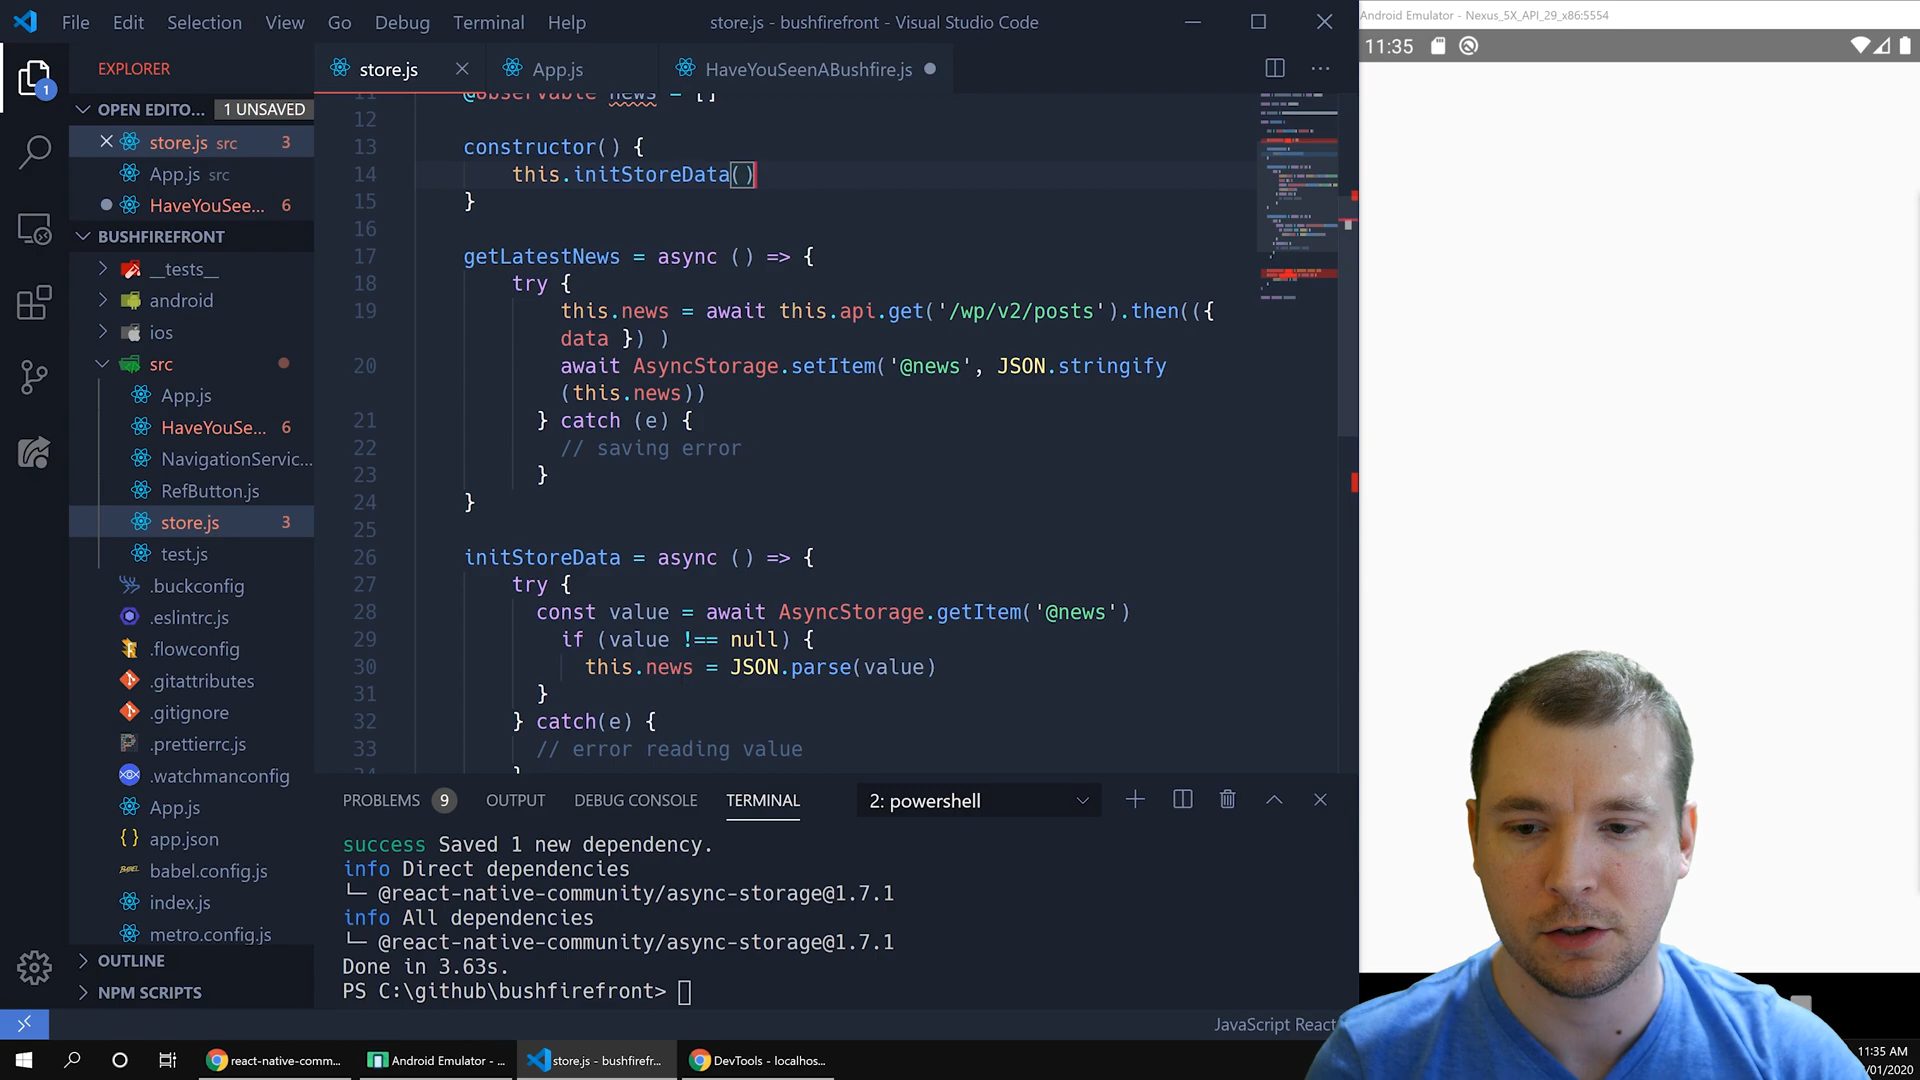 File Edit Selection View Go Debug Terminal Help
store.js - bushfirefront - Visual Studio Code
Android Emulator - Nexus_5X_API_29_x86:5554
11:35
EXPLORER
store.js
App.js
HaveYouSeenABushfire.js
OPEN EDITO... 1 UNSAVED
store.js src 3
App.js src
HaveYouSee... 6
BUSHFIREFRONT
__tests__
android
ios
src
App.js
HaveYouSe... 6
NavigationServic...
RefButton.js
store.js 3
test.js
.buckconfig
.eslintrc.js
.flowconfig
.gitattributes
.gitignore
.prettierrc.js
.watchmanconfig
App.js
app.json
babel.config.js
index.js
metro.config.js
OUTLINE
NPM SCRIPTS
1
11 @observable news = []
12
13 constructor() {
14 this.initStoreData()
15 }
16
17 getLatestNews = async () => {
18 try {
19 this.news = await this.api.get('/wp/v2/posts').then(({
data }) )
20 await AsyncStorage.setItem('@news', JSON.stringify
(this.news))
21 } catch (e) {
22 // saving error
23 }
24 }
25
26 initStoreData = async () => {
27 try {
28 const value = await AsyncStorage.getItem('@news')
29 if (value !== null) {
30 this.news = JSON.parse(value)
31 }
32 } catch(e) {
33 // error reading value
34 }
PROBLEMS 9 OUTPUT DEBUG CONSOLE TERMINAL 2: powershell
success Saved 1 new dependency.
info Direct dependencies
└─ @react-native-community/async-storage@1.7.1
info All dependencies
└─ @react-native-community/async-storage@1.7.1
Done in 3.63s.
PS C:\github\bushfirefront>
JavaScript React
react-native-comm...
Android Emulator - ...
store.js - bushfirefr...
DevTools - localhos...
11:35 AM
/01/2020